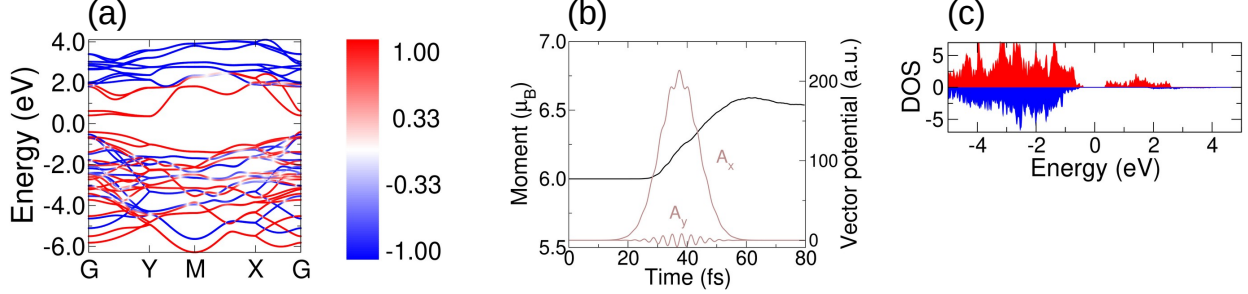 (a)
Energy (eV)
4.0
2.0
0.0
-2.0
-4.0
-6.0
G Y M X G
1.00
0.33
-0.33
-1.00
(b)
Moment (μB)
7.0
6.5
6.0
5.5
0 20 40 60 80
Time (fs)
Ax
Ay
200
100
0
Vector potential (a.u.)
(c)
DOS
5
0
-5
-4 -2 0 2 4
Energy (eV)